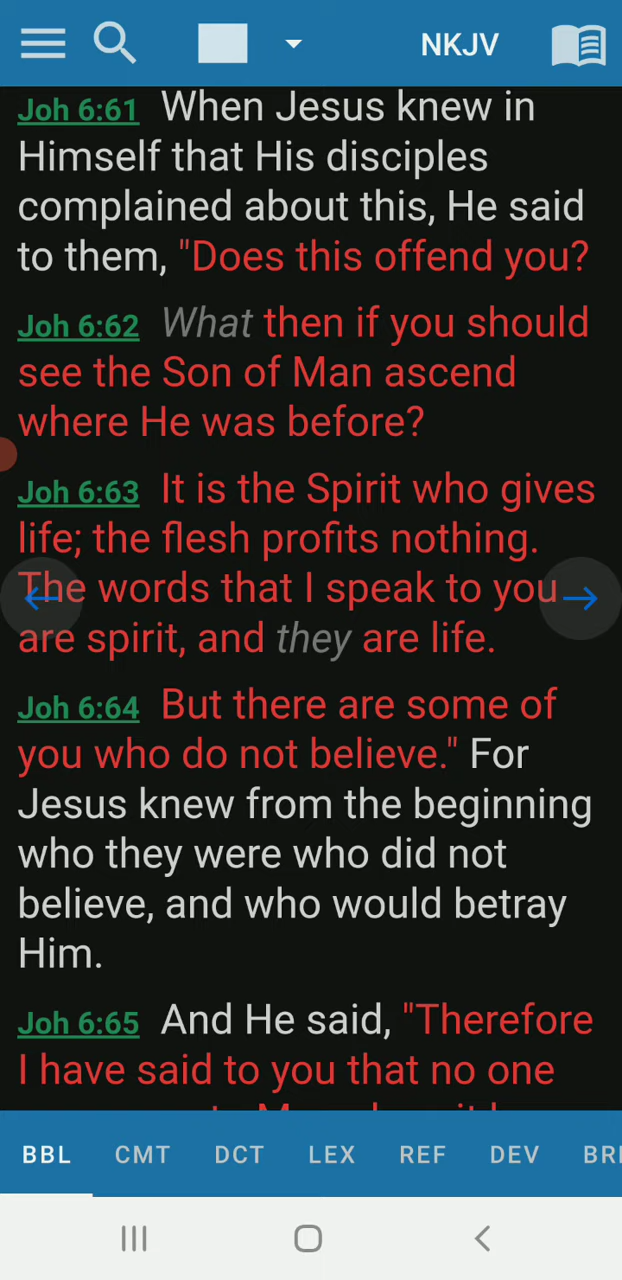 NKJV
Joh 6:61 When Jesus knew in
Himself that His disciples
complained about this, He said
to them, "Does this offend you?
Joh 6:62 What then if you should
see the Son of Man ascend
where He was before?
Joh 6:63 It is the Spirit who gives
life; the flesh profits nothing.
The words that I speak to you
are spirit, and they are life.
Joh 6:64 But there are some of
you who do not believe." For
Jesus knew from the beginning
who they were who did not
believe, and who would betray
Him.
Joh 6:65 And He said, "Therefore
I have said to you that no one
BBL CMT DCT LEX REF DEV BRI